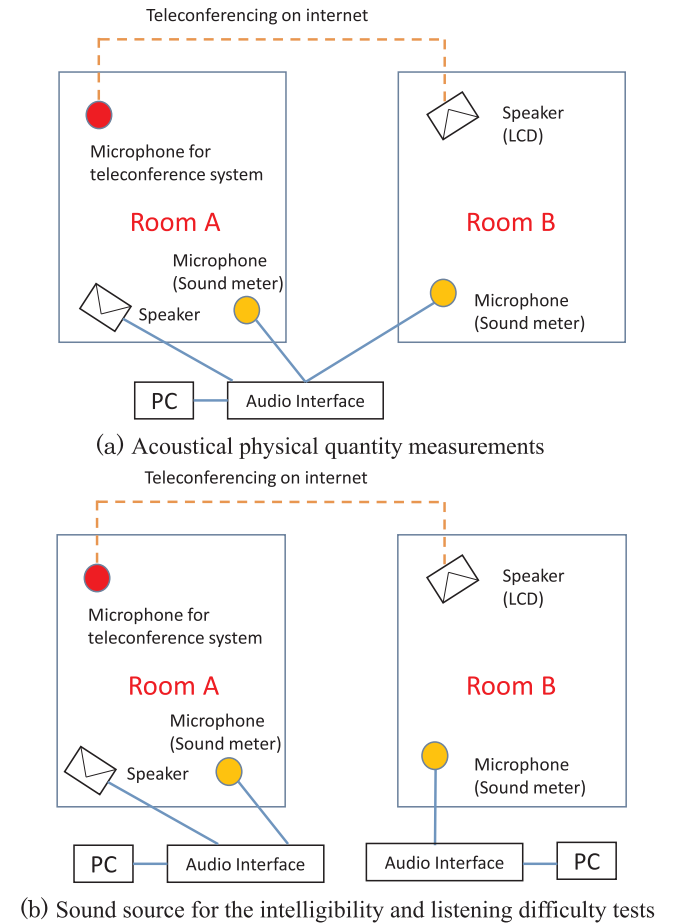 Teleconferencing on internet
Speaker
(LCD)
Microphone for
teleconference system
Room A
Room B
Microphone
(Sound meter)
Speaker
Microphone
(Sound meter)
PC
Audio Interface
(a) Acoustical physical quantity measurements
Teleconferencing on internet
Speaker
(LCD)
Microphone for
teleconference system
Room A
Room B
Microphone
(Sound meter)
Speaker
Microphone
(Sound meter)
PC
Audio Interface
Audio Interface
PC
(b) Sound source for the intelligibility and listening difficulty tests